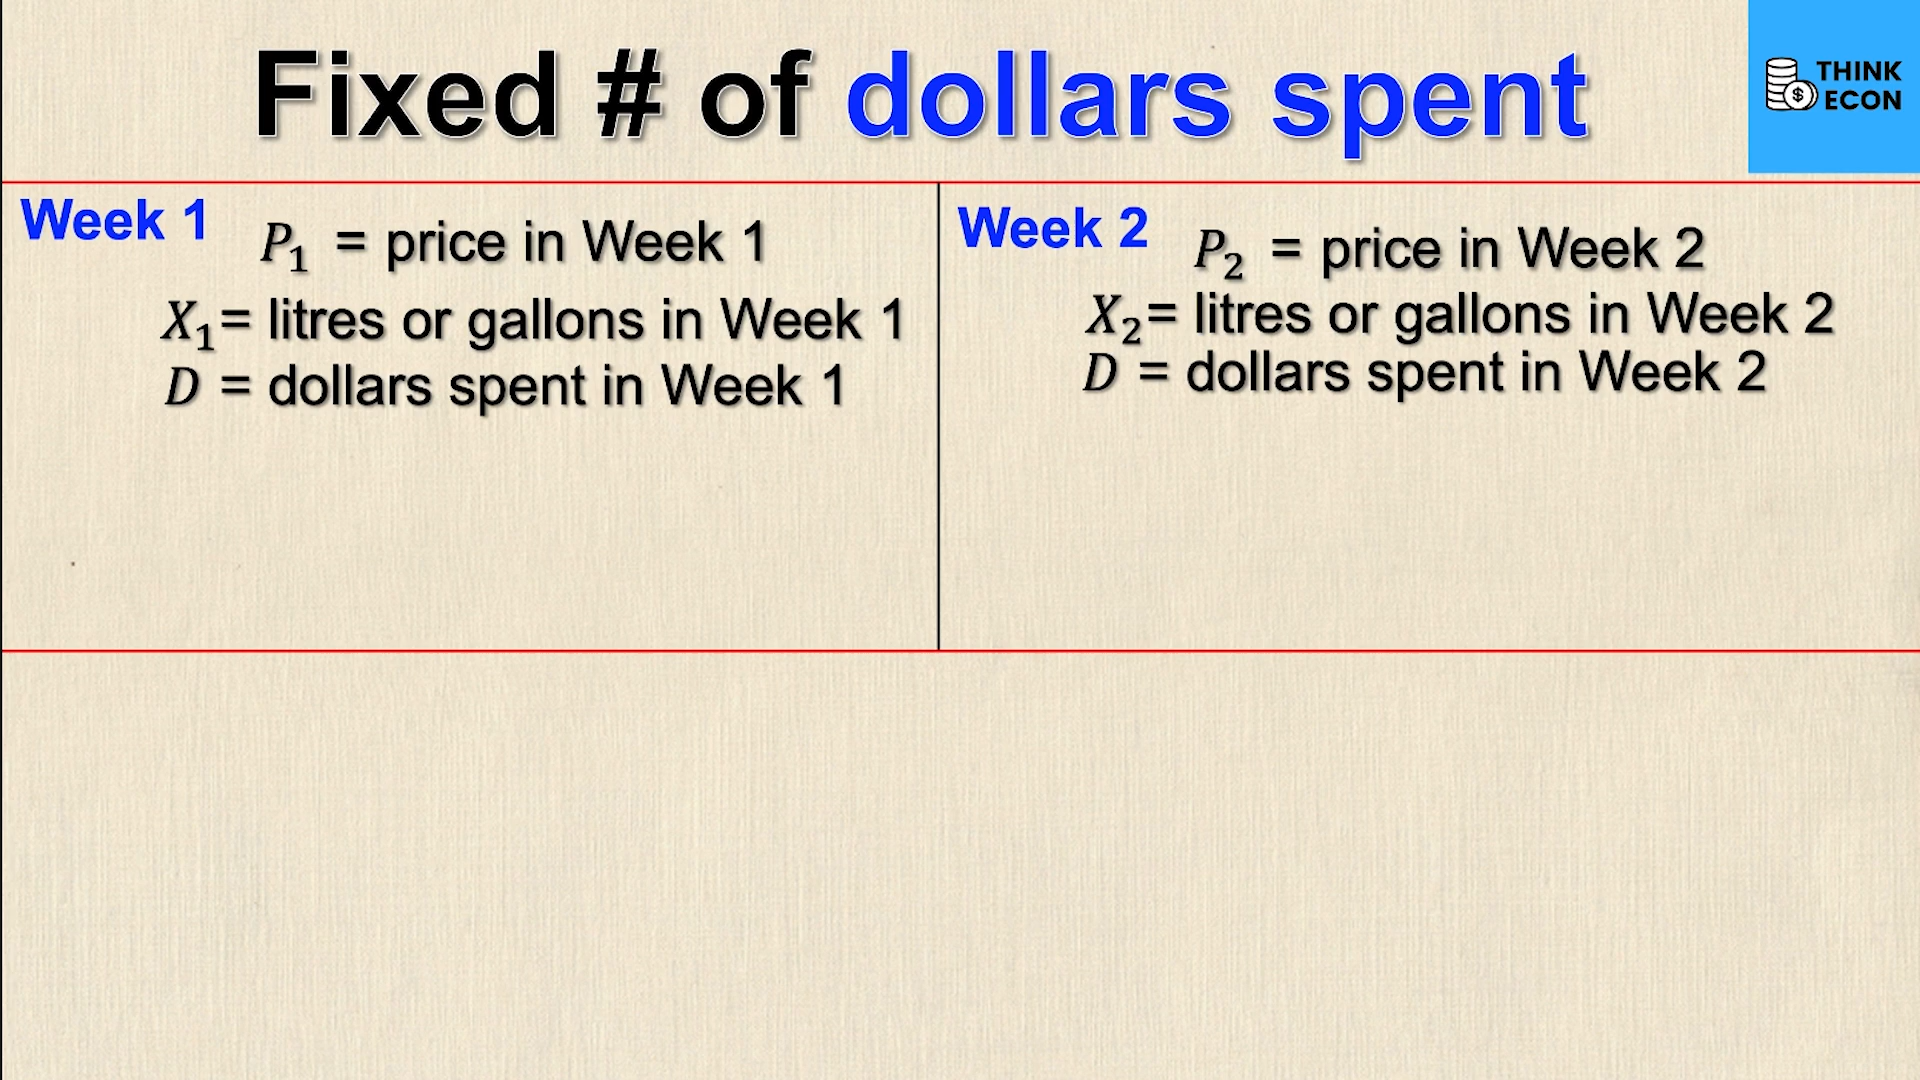 Fixed # of dollars spent
THINK
ECON
Week 1
P₁ = price in Week 1
X₁= litres or gallons in Week 1
D = dollars spent in Week 1
Week 2
P₂ = price in Week 2
X₂= litres or gallons in Week 2
D = dollars spent in Week 2